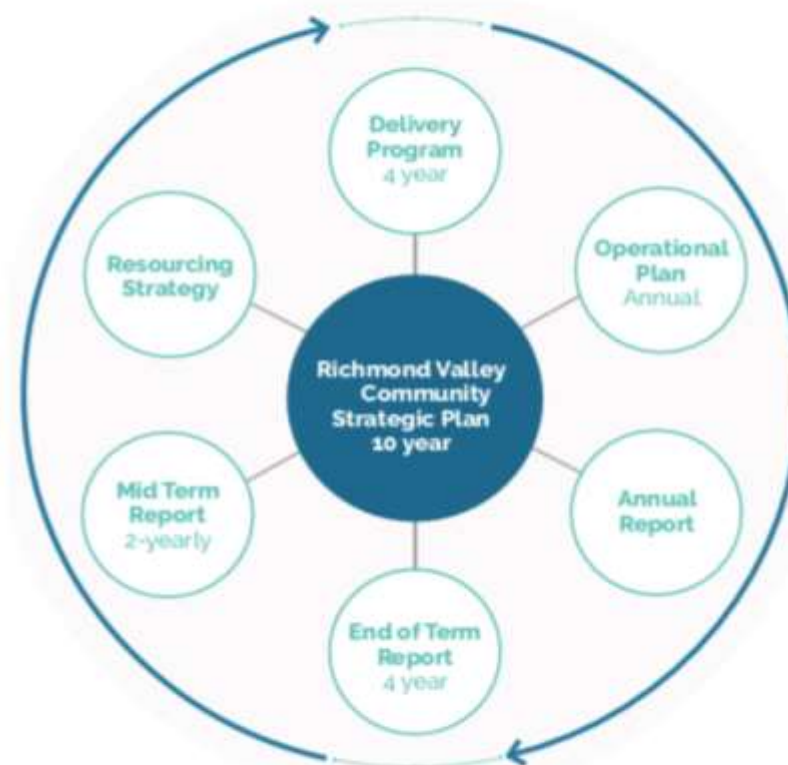 Delivery
Program
4 year
Operational
Plan
Annual
Resourcing
Strategy
Richmond Valley
Community
Strategic Plan
10 year
Mid Term
Report
2-yearly
Annual
Report
End of Term
Report
4 year